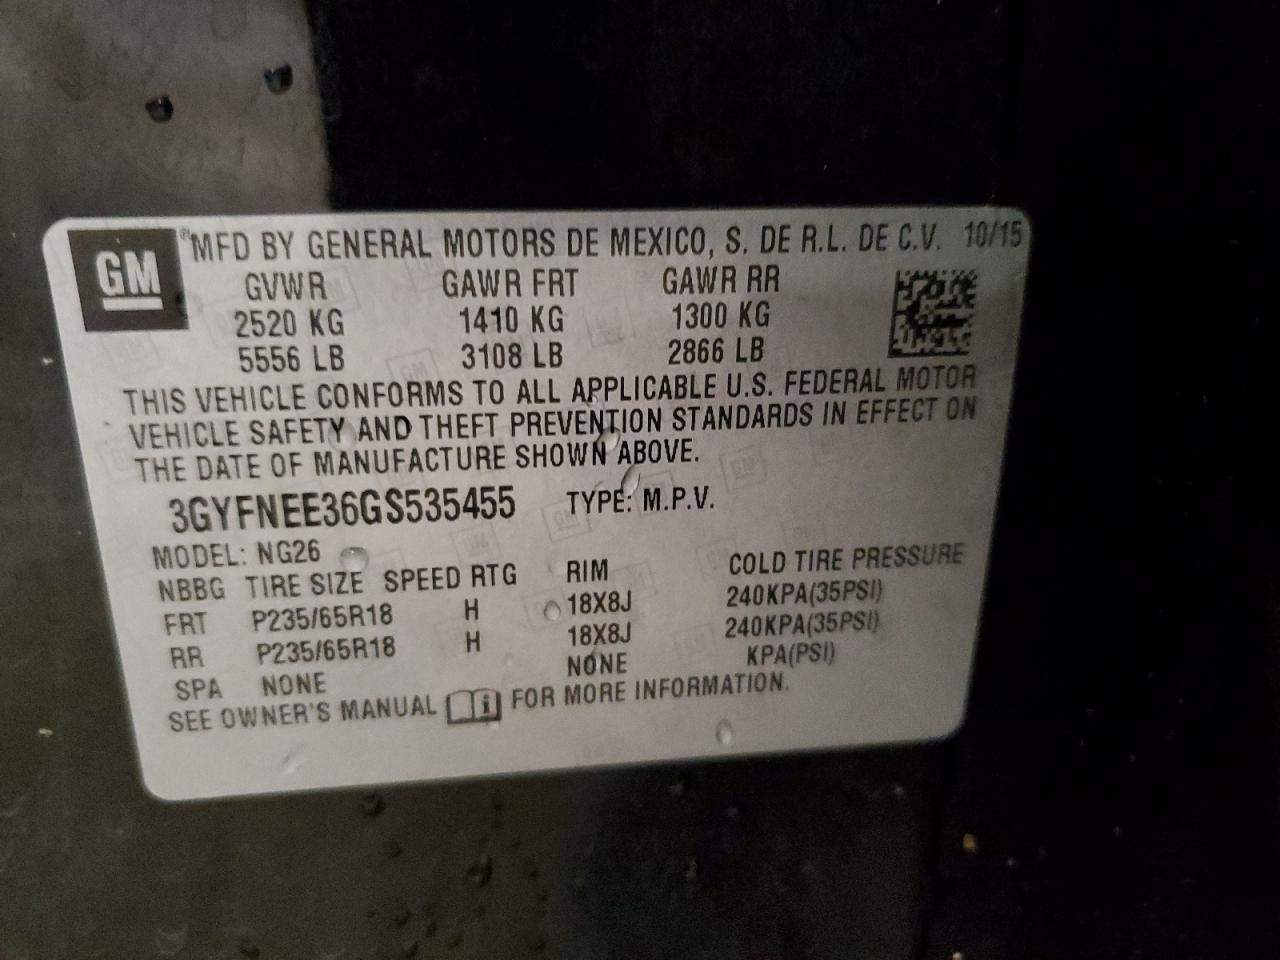 GM
MFD BY GENERAL MOTORS DE MEXICO, S. DE R.L. DE C.V. 10/15
GVWR GAWR FRT GAWR RR
2520 KG 1410 KG 1300 KG
5556 LB 3108 LB 2866 LB
THIS VEHICLE CONFORMS TO ALL APPLICABLE U.S. FEDERAL MOTOR
VEHICLE SAFETY AND THEFT PREVENTION STANDARDS IN EFFECT ON
THE DATE OF MANUFACTURE SHOWN ABOVE.
3GYFNEE36GS535455 TYPE: M.P.V.
MODEL: NG26
NBBG TIRE SIZE SPEED RTG RIM COLD TIRE PRESSURE
FRT P235/65R18 H 18X8J 240KPA(35PSI)
RR P235/65R18 H 18X8J 240KPA(35PSI)
SPA NONE NONE KPA(PSI)
SEE OWNER'S MANUAL i FOR MORE INFORMATION.